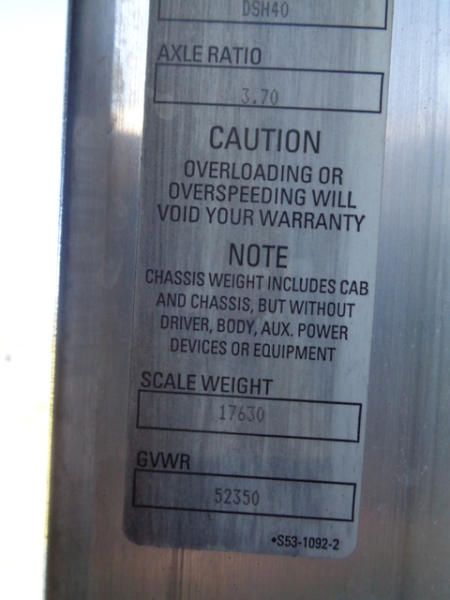 DSH40
AXLE RATIO
3.70
CAUTION
OVERLOADING OR
OVERSPEEDING WILL
VOID YOUR WARRANTY
NOTE
CHASSIS WEIGHT INCLUDES CAB
AND CHASSIS, BUT WITHOUT
DRIVER, BODY, AUX. POWER
DEVICES OR EQUIPMENT
SCALE WEIGHT
17630
GVWR
52350
•S53-1092-2